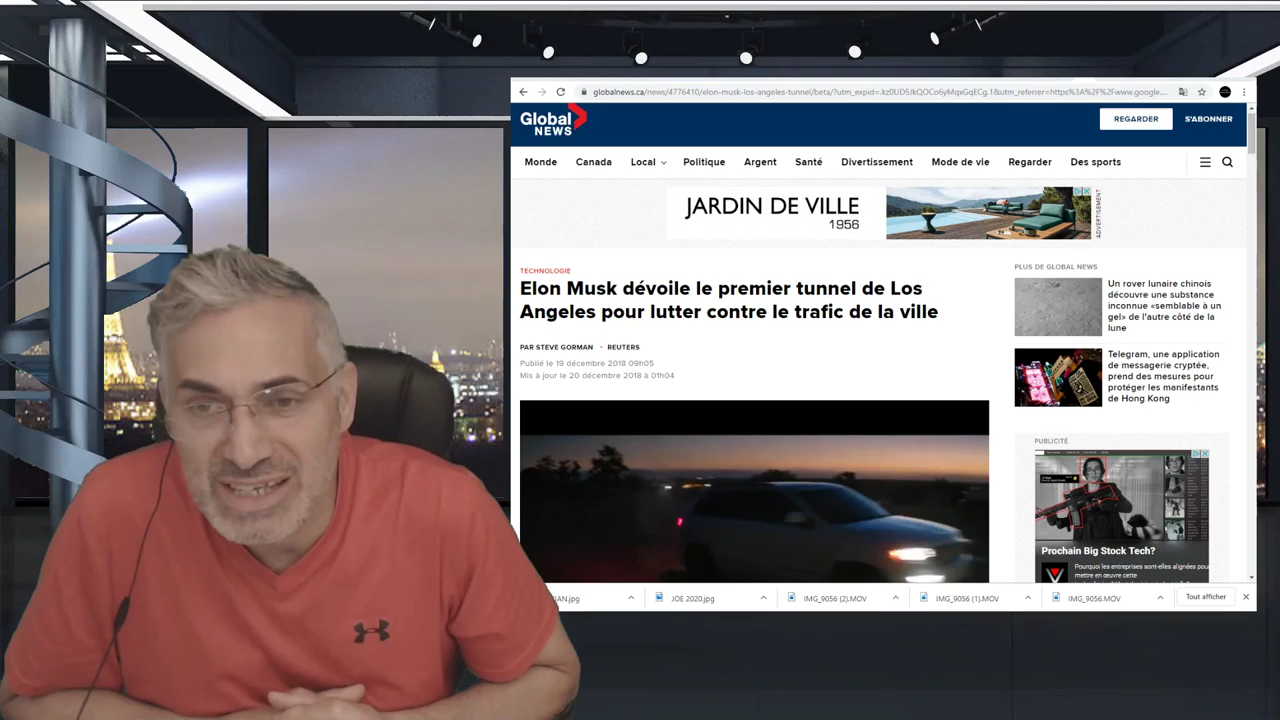 globalnews.ca/news/4776410/elon-musk-los-angeles-tunnel/beta/?utm_expid=.kz0UD5JkQOCo6yMqxGqECg.1&utm_referrer=https%3A%2F%2Fwww.google....
Global
NEWS
REGARDER
S'ABONNER
Monde
Canada
Local
Politique
Argent
Santé
Divertissement
Mode de vie
Regarder
Des sports
JARDIN DE VILLE
1956
ADVERTISEMENT
TECHNOLOGIE
Elon Musk dévoile le premier tunnel de Los
Angeles pour lutter contre le trafic de la ville
PAR STEVE GORMAN • REUTERS
Publié le 19 décembre 2018 09h05
Mis à jour le 20 décembre 2018 à 01h04
PLUS DE GLOBAL NEWS
Un rover lunaire chinois
découvre une substance
inconnue «semblable à un
gel» de l'autre côté de la
lune
Telegram, une application
de messagerie cryptée,
prend des mesures pour
protéger les manifestants
de Hong Kong
PUBLICITÉ
Prochain Big Stock Tech?
Pourquoi les entreprises sont-elles alignées pour
mettre en œuvre cette
AN.jpg
JOE 2020.jpg
IMG_9056 (2).MOV
IMG_9056 (1).MOV
IMG_9056.MOV
Tout afficher